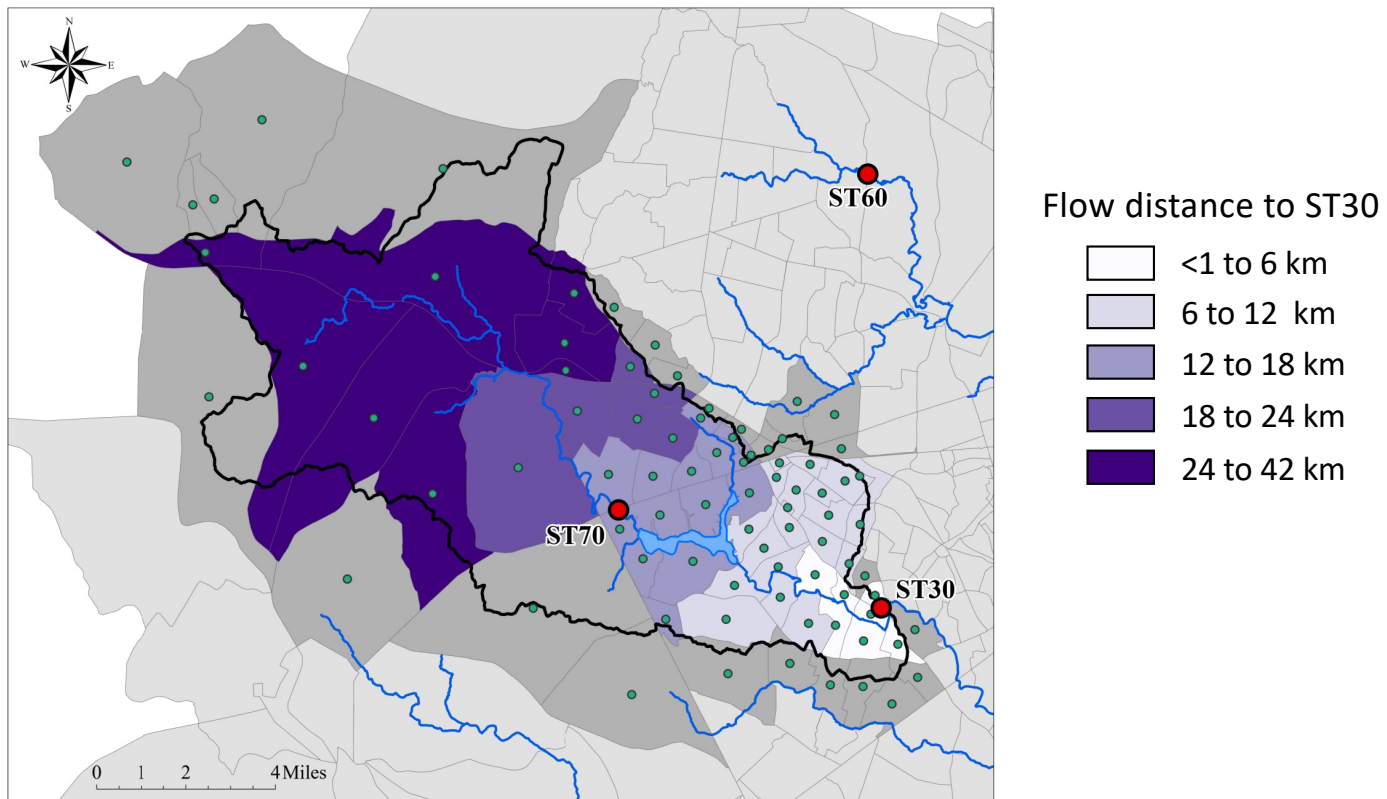 N
W E
S
ST60
ST70
ST30
0 1 2 4 Miles
Flow distance to ST30
<1 to 6 km
6 to 12 km
12 to 18 km
18 to 24 km
24 to 42 km